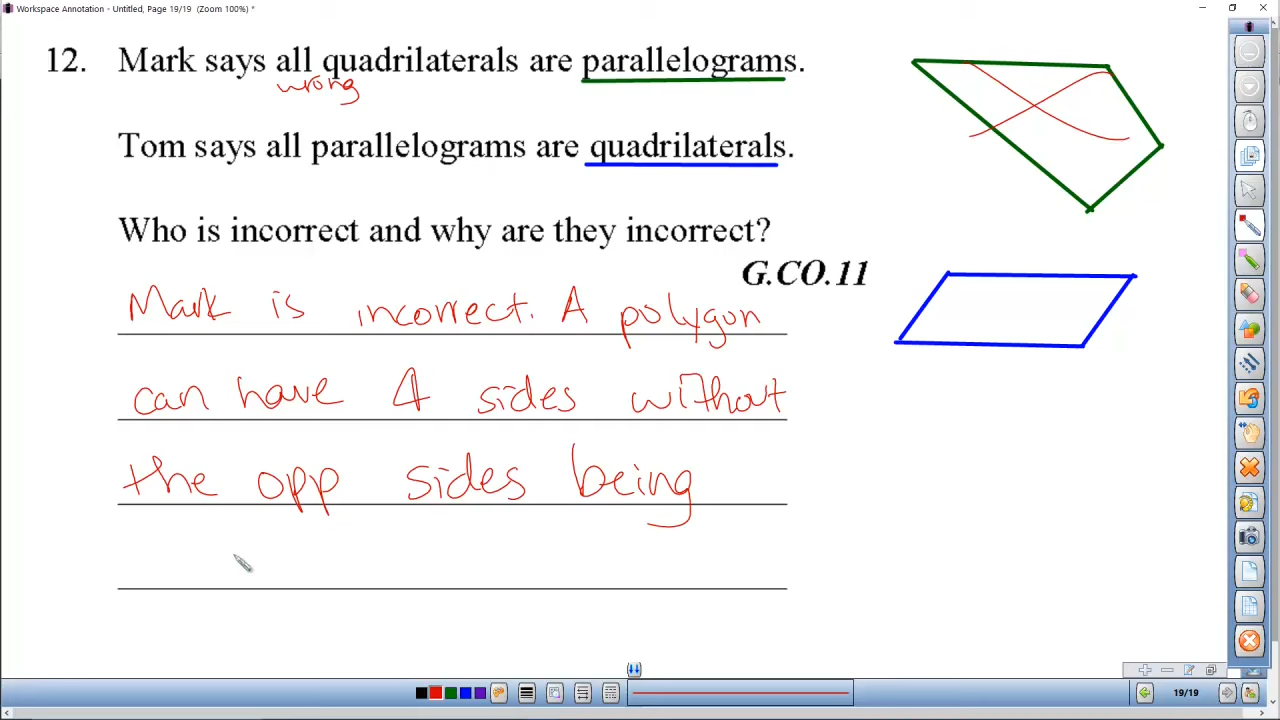 Workspace Annotation - Untitled, Page 19/19 (Zoom 100%) *
12. Mark says all quadrilaterals are parallelograms.
wrong
Tom says all parallelograms are quadrilaterals.
Who is incorrect and why are they incorrect?
G.CO.11
Mark is incorrect. A polygon
can have 4 sides without
the opp sides being
19/19